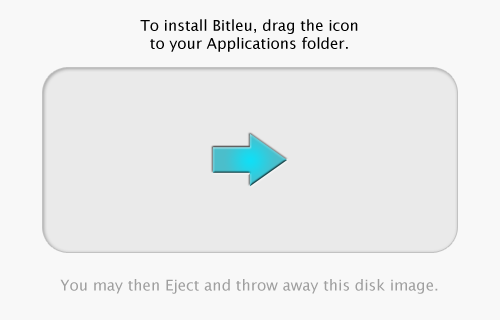 To install Bitleu, drag the icon
to your Applications folder.
You may then Eject and throw away this disk image.